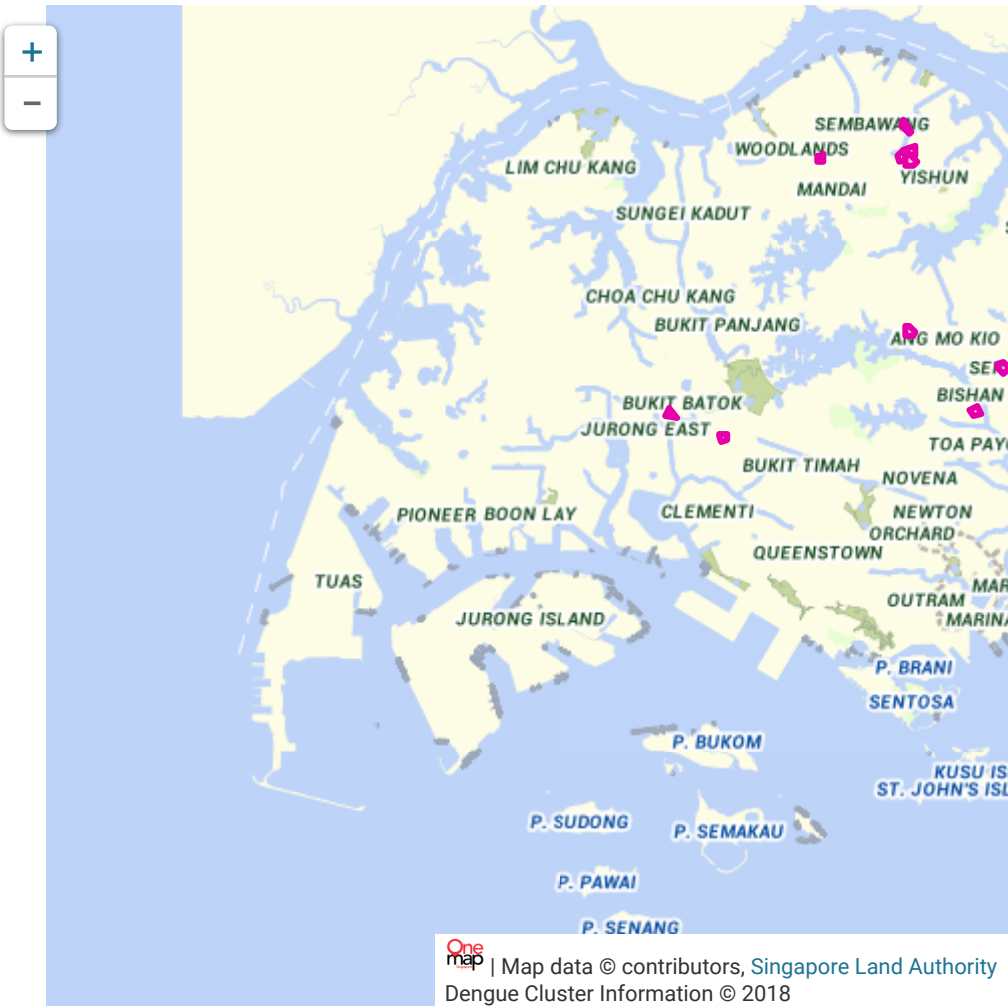 +
−
SEMBAWANG
WOODLANDS
LIM CHU KANG
YISHUN
MANDAI
SUNGEI KADUT
CHOA CHU KANG
BUKIT PANJANG
ANG MO KIO
SE
BISHAN
BUKIT BATOK
JURONG EAST
TOA PAY
BUKIT TIMAH
NOVENA
PIONEER BOON LAY
CLEMENTI
NEWTON
ORCHARD
QUEENSTOWN
TUAS
MAR
OUTRAM
JURONG ISLAND
MARINA
P. BRANI
SENTOSA
P. BUKOM
KUSU IS
ST. JOHN'S ISL
P. SUDONG
P. SEMAKAU
P. PAWAI
P. SENANG
One map | Map data © contributors, Singapore Land Authority
Dengue Cluster Information © 2018